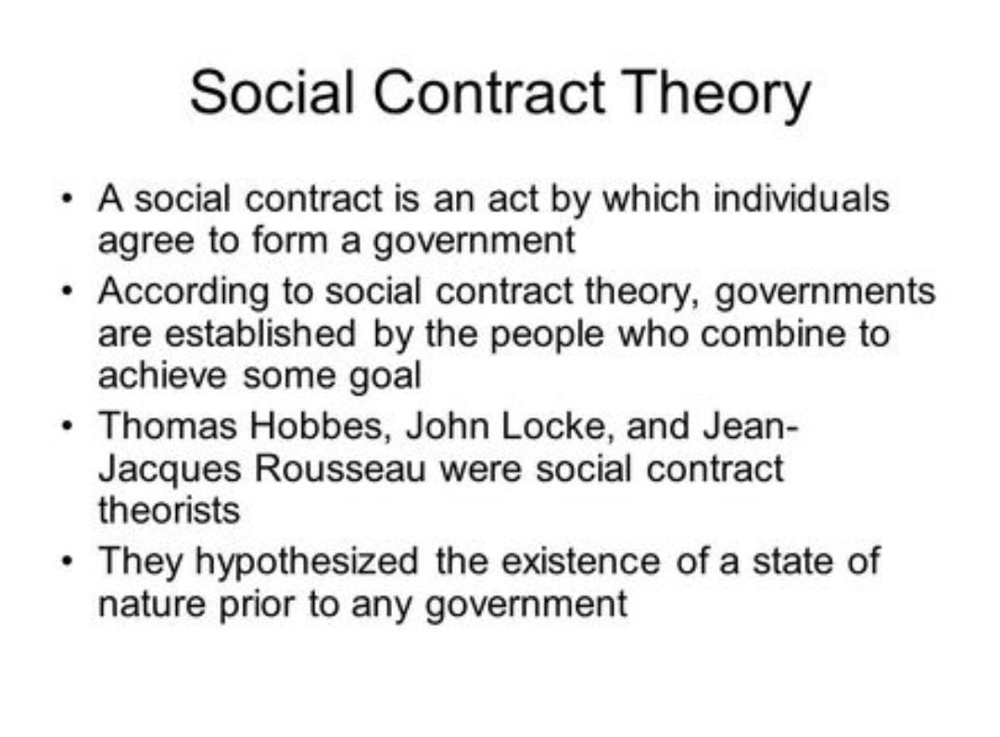 Social Contract Theory
• A social contract is an act by which individuals
agree to form a government
• According to social contract theory, governments
are established by the people who combine to
achieve some goal
• Thomas Hobbes, John Locke, and Jean-
Jacques Rousseau were social contract
theorists
• They hypothesized the existence of a state of
nature prior to any government